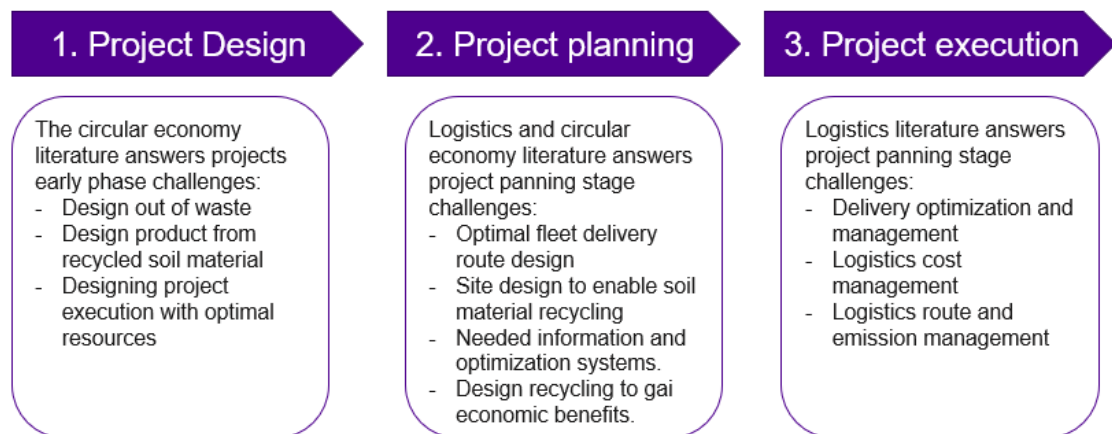 1. Project Design
The circular economy
literature answers projects
early phase challenges:
- Design out of waste
- Design product from
recycled soil material
- Designing project
execution with optimal
resources
2. Project planning
Logistics and circular
economy literature answers
project panning stage
challenges:
- Optimal fleet delivery
route design
- Site design to enable soil
material recycling
- Needed information and
optimization systems.
- Design recycling to gai
economic benefits.
3. Project execution
Logistics literature answers
project panning stage
challenges:
- Delivery optimization and
management
- Logistics cost
management
- Logistics route and
emission management